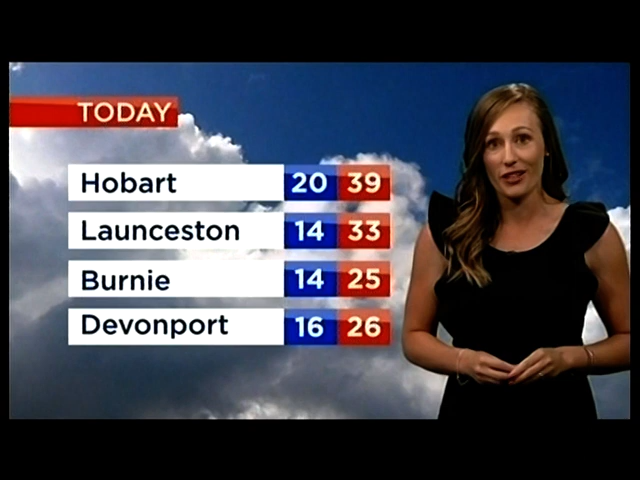 TODAY
Hobart 20 39
Launceston 14 33
Burnie 14 25
Devonport 16 26